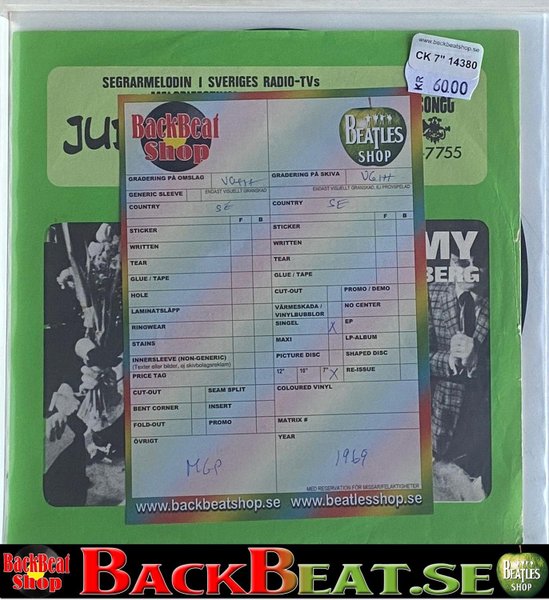 www.backbeatshop.se
CK 7" 14380
KR 60.00
SEGRARMELODIN I SVERIGES RADIO-TVs
-7755
MY
BERG
BackBeat
Shop
BEATLES
SHOP
GRADERING PÅ OMSLAG VG++ GRADERING PÅ SKIVA VG++
GENERIC SLEEVE ENDAST VISUELLT GRANSKAD ENDAST VISUELLT GRANSKAD, EJ PROVSPELAD
COUNTRY SE COUNTRY SE
F B F B
STICKER STICKER
WRITTEN WRITTEN
TEAR TEAR
GLUE / TAPE GLUE / TAPE
HOLE CUT-OUT PROMO / DEMO
LAMINATSLÄPP VÄRMESKADA / VINYLBUBBLOR NO CENTER
RINGWEAR SINGEL X EP
STAINS MAXI LP-ALBUM
INNERSLEEVE (NON-GENERIC) PICTURE DISC SHAPED DISC
(Texter eller bilder, ej skivbolagsreklam)
PRICE TAG 12" 10" 7" X RE-ISSUE
CUT-OUT SEAM SPLIT COLOURED VINYL
BENT CORNER INSERT
FOLD-OUT PROMO MATRIX #
ÖVRIGT YEAR
MGP 1969
MED RESERVATION FÖR MISSAR/FELAKTIGHETER
www.backbeatshop.se www.beatlesshop.se
BackBeat
Shop
BACKBEAT.SE
BEATLES
SHOP